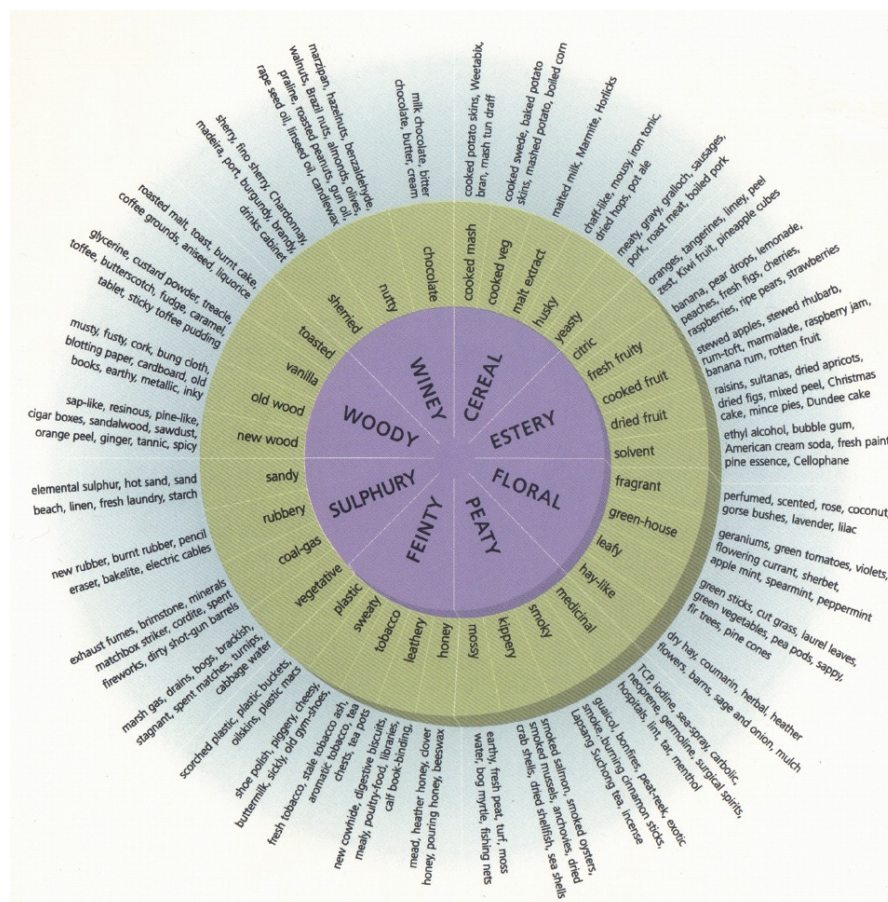 CEREAL
ESTERY
FLORAL
PEATY
FEINTY
SULPHURY
WOODY
WINEY
cooked mash
cooked veg
malt extract
husky
yeasty
citric
fresh fruity
cooked fruit
dried fruit
solvent
fragrant
green-house
leafy
hay-like
medicinal
smoky
kippery
mossy
honey
leathery
tobacco
sweaty
plastic
vegetative
coal-gas
rubbery
sandy
new wood
old wood
vanilla
toasted
sherried
nutty
chocolate
cooked potato skins, Weetabix,
bran, mash tun draff
cooked swede, baked potato
skins, mashed potato, boiled corn
malted milk, Marmite, Horlicks
chaff-like, mousy, iron tonic,
dried hops, pot ale
meaty, gravy, gralloch, sausages,
pork, roast meat, boiled pork
oranges, tangerines, limey, peel
zest, Kiwi fruit, pineapple cubes
banana, pear drops, lemonade,
peaches, fresh figs, cherries,
raspberries, ripe pears, strawberries
stewed apples, stewed rhubarb,
rum-toft, marmalade, raspberry jam,
banana rum, rotten fruit
raisins, sultanas, dried apricots,
dried figs, mixed peel, Christmas
cake, mince pies, Dundee cake
ethyl alcohol, bubble gum,
American cream soda, fresh paint
pine essence, Cellophane
perfumed, scented, rose, coconut,
gorse bushes, lavender, lilac
geraniums, green tomatoes, violets,
flowering currant, sherbet,
apple mint, spearmint, peppermint
green sticks, cut grass, laurel leaves,
green vegetables, pea pods, sappy,
fir trees, pine cones
dry hay, coumarin, herbal, heather
flowers, barns, sage and onion, mulch
TCP, iodine, sea-spray, carbolic,
neoprene, germoline, surgical spirits,
hospitals, lint, tar, menthol
guaicol, bonfires, peat-reek, exotic
smoke, burning cinnamon sticks,
Lapsang Suchong tea, incense
smoked salmon, smoked oysters,
smoked mussels, anchovies, dried
crab shells, dried shellfish, sea shells
earthy, fresh peat, turf, moss
water, bog myrtle, fishing nets
mead, heather honey, clover
honey, pouring honey, beeswax
new cowhide, digestive biscuits,
mealy, poultry-food, libraries,
calf book-binding,
fresh tobacco, stale tobacco ash,
aromatic tobacco, tea
chests, tea pots
shoe polish, piggery, cheesy,
buttermilk, sickly, old gym-shoes,
scorched plastic, plastic buckets,
oilskins, plastic macs
marsh gas, drains, bogs, brackish,
stagnant, spent matches, turnips,
cabbage water
exhaust fumes, brimstone, minerals
matchbox striker, cordite, spent
fireworks, dirty shot-gun barrels
new rubber, burnt rubber, pencil
eraser, bakelite, electric cables
elemental sulphur, hot sand, sand
beach, linen, fresh laundry, starch
sap-like, resinous, pine-like,
cigar boxes, sandalwood, sawdust,
orange peel, ginger, tannic, spicy
musty, fusty, cork, bung cloth,
blotting paper, cardboard, old
books, earthy, metallic, inky
glycerine, custard powder, treacle,
toffee, butterscotch, fudge, caramel,
tablet, sticky toffee pudding
roasted malt, toast, burnt cake,
coffee grounds, aniseed, liquorice
sherry, fino sherry, Chardonnay,
madeira, port, burgundy, brandy,
drinks cabinet
marzipan, hazelnuts, benzaldehyde,
walnuts, Brazil nuts, almonds, olives,
praline, roasted peanuts, gun oil,
rape seed oil, linseed oil, candlewax
milk chocolate, bitter
chocolate, butter, cream